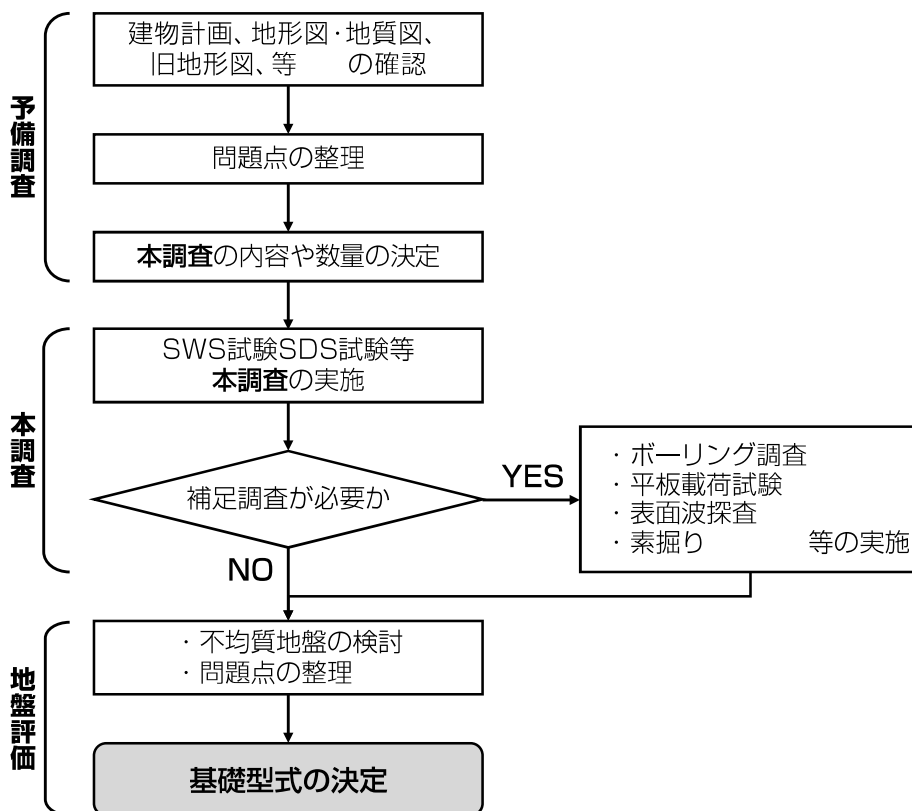 予備調査
建物計画、地形図・地質図、
旧地形図、等　　の確認
問題点の整理
本調査の内容や数量の決定
本調査
SWS試験SDS試験等
本調査の実施
補足調査が必要か
YES
・ボーリング調査
・平板載荷試験
・表面波探査
・素掘り　　　　等の実施
NO
地盤評価
・不均質地盤の検討
・問題点の整理
基礎型式の決定